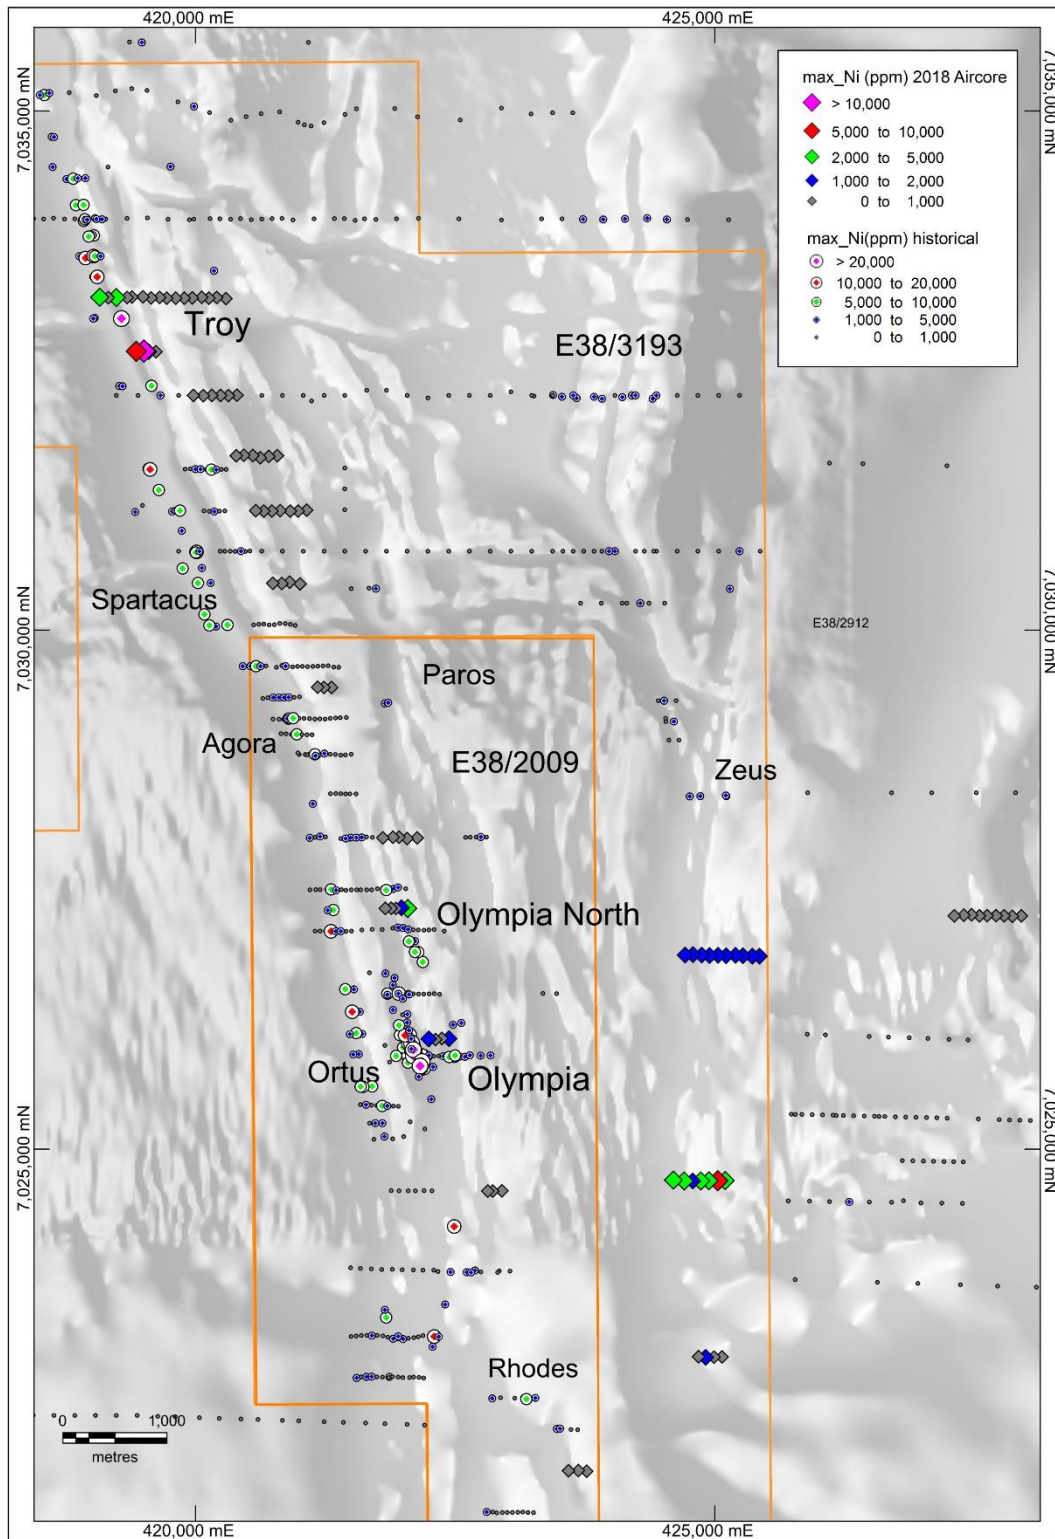 420,000 mE
425,000 mE
7,035,000 mN
7,035,000 mN
max_Ni (ppm) 2018 Aircore
> 10,000
5,000 to 10,000
2,000 to 5,000
1,000 to 2,000
0 to 1,000
max_Ni(ppm) historical
> 20,000
10,000 to 20,000
5,000 to 10,000
1,000 to 5,000
0 to 1,000
Troy
E38/3193
Spartacus
7,030,000 mN
E38/2912
7,030,000 mN
Paros
Agora
E38/2009
Zeus
Olympia North
Ortus
Olympia
7,025,000 mN
7,025,000 mN
Rhodes
0 1,000
metres
420,000 mE
425,000 mE